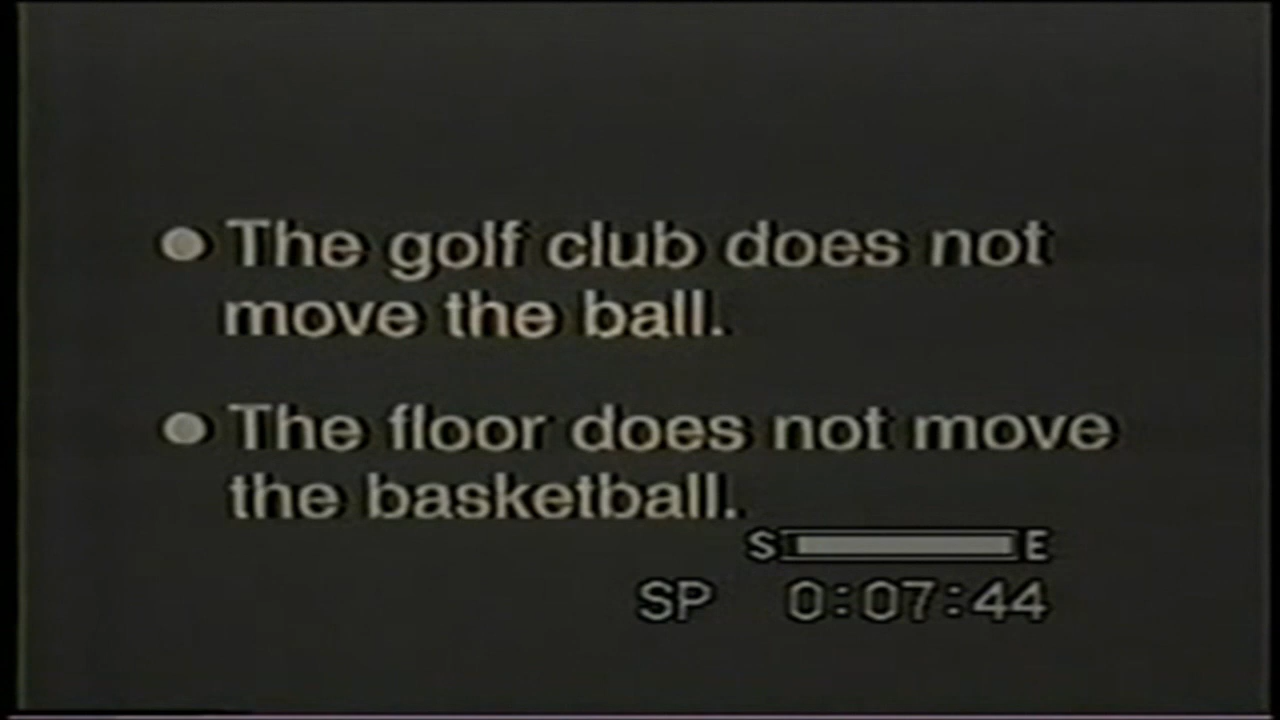 ● The golf club does not
move the ball.
● The floor does not move
the basketball.
S E
SP 0:07:44